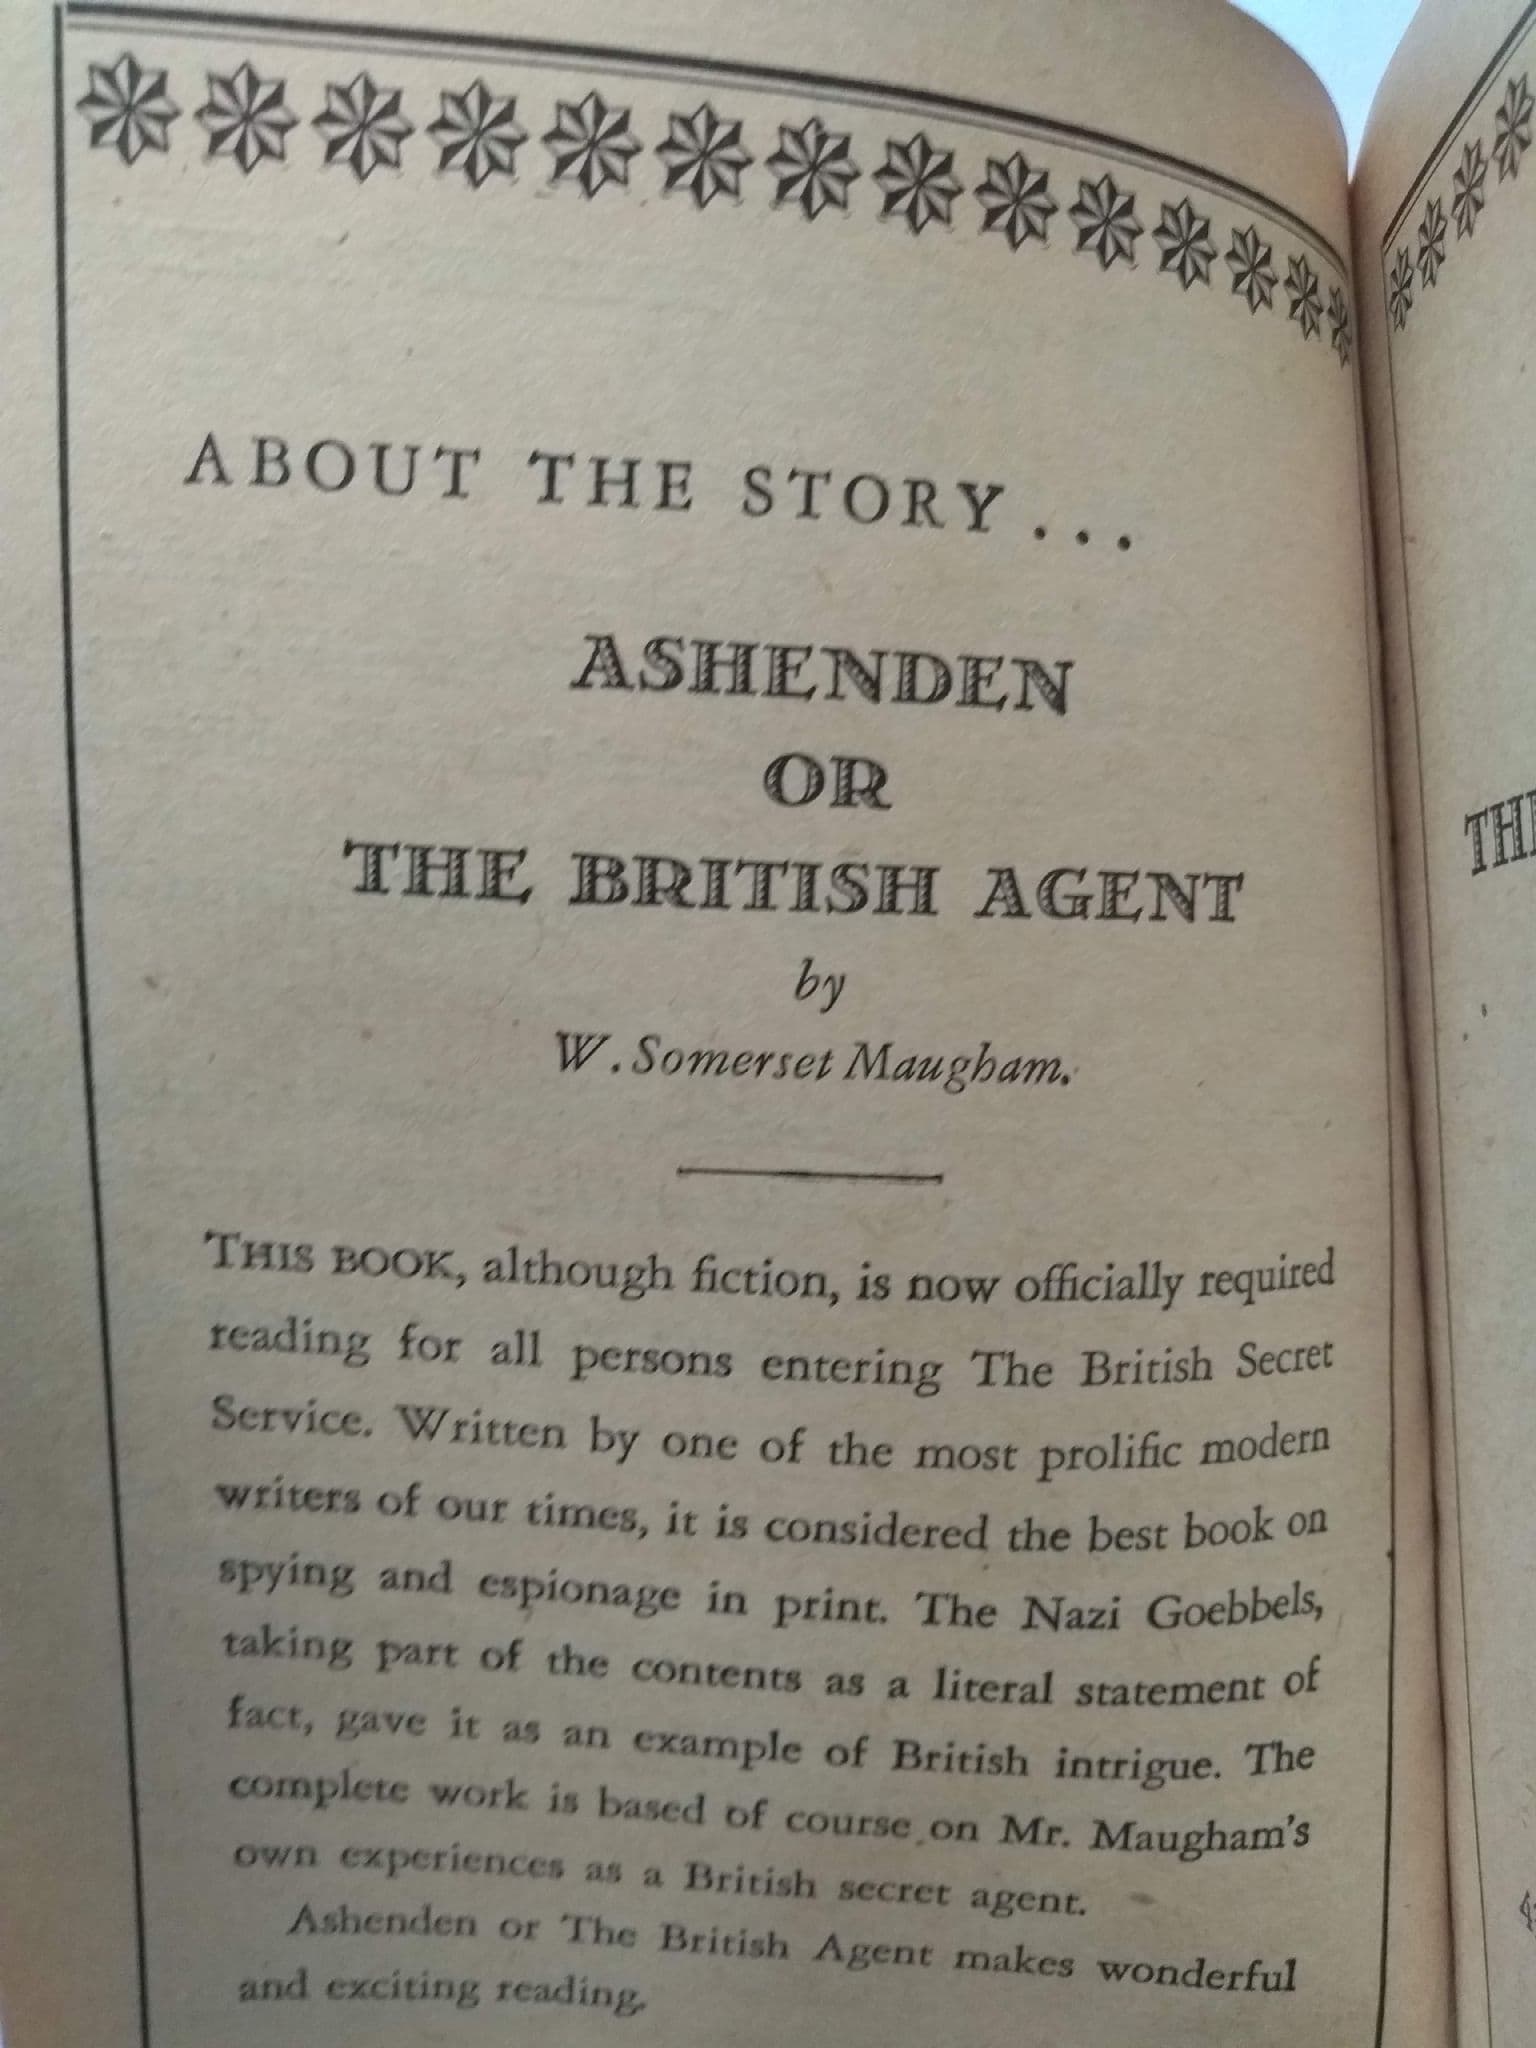 ABOUT THE STORY...
ASHENDEN
OR
THE BRITISH AGENT
by
W. Somerset Maugham.
THIS BOOK, although fiction, is now officially required
reading for all persons entering The British Secret
Service. Written by one of the most prolific modern
writers of our times, it is considered the best book on
spying and espionage in print. The Nazi Goebbels,
taking part of the contents as a literal statement of
fact, gave it as an example of British intrigue. The
complete work is based of course on Mr. Maugham's
own experiences as a British secret agent.
Ashenden or The British Agent makes wonderful
and exciting reading.